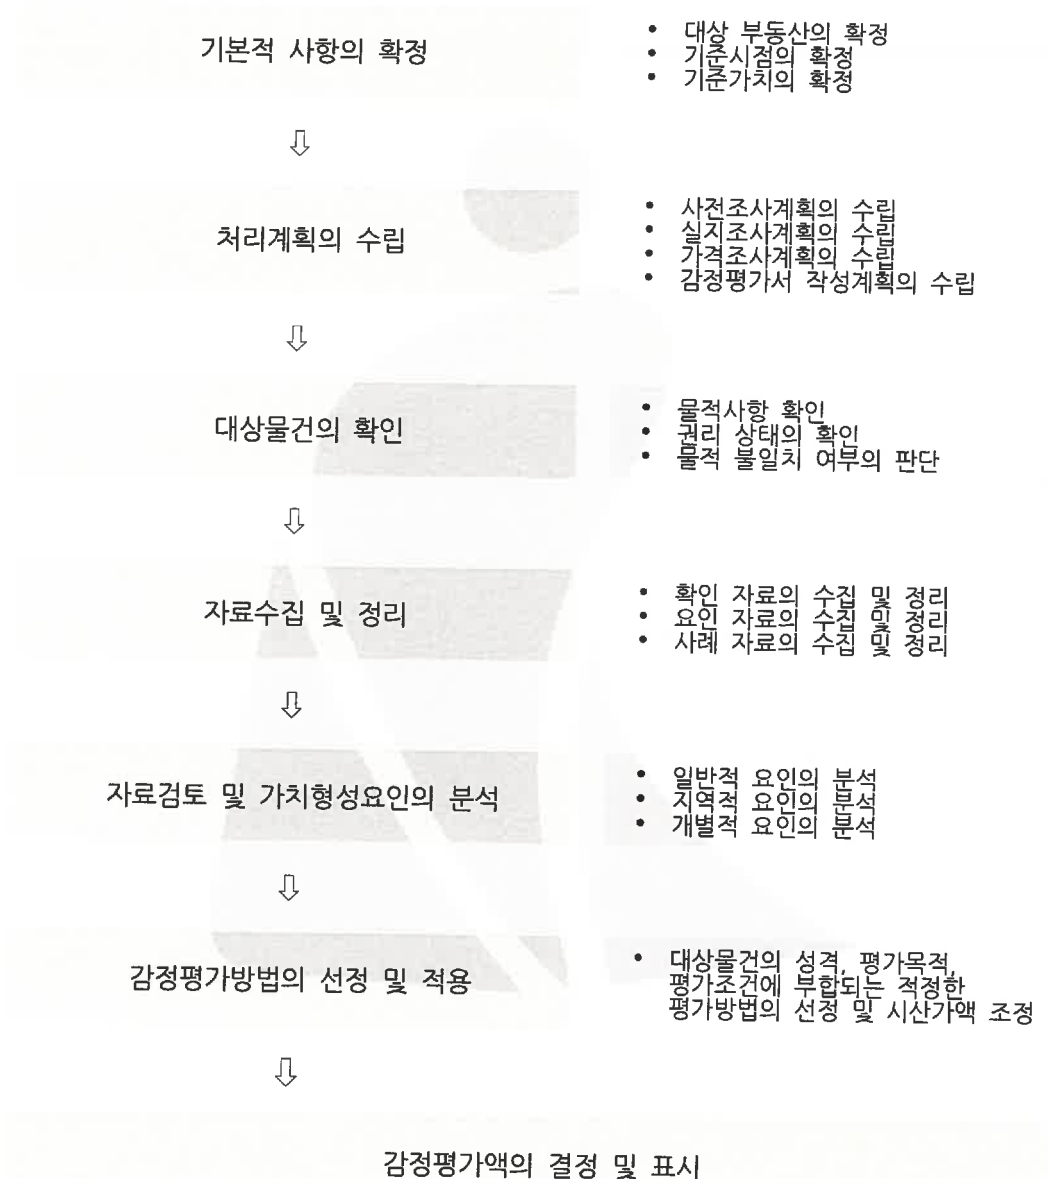 기본적 사항의 확정
• 대상 부동산의 확정
• 기준시점의 확정
• 기준가치의 확정
⇩
처리계획의 수립
• 사전조사계획의 수립
• 실지조사계획의 수립
• 가격조사계획의 수립
• 감정평가서 작성계획의 수립
⇩
대상물건의 확인
• 물적사항 확인
• 권리 상태의 확인
• 물적 불일치 여부의 판단
⇩
자료수집 및 정리
• 확인 자료의 수집 및 정리
• 요인 자료의 수집 및 정리
• 사례 자료의 수집 및 정리
⇩
자료검토 및 가치형성요인의 분석
• 일반적 요인의 분석
• 지역적 요인의 분석
• 개별적 요인의 분석
⇩
감정평가방법의 선정 및 적용
• 대상물건의 성격, 평가목적,
평가조건에 부합되는 적정한
평가방법의 선정 및 시산가액 조정
⇩
감정평가액의 결정 및 표시